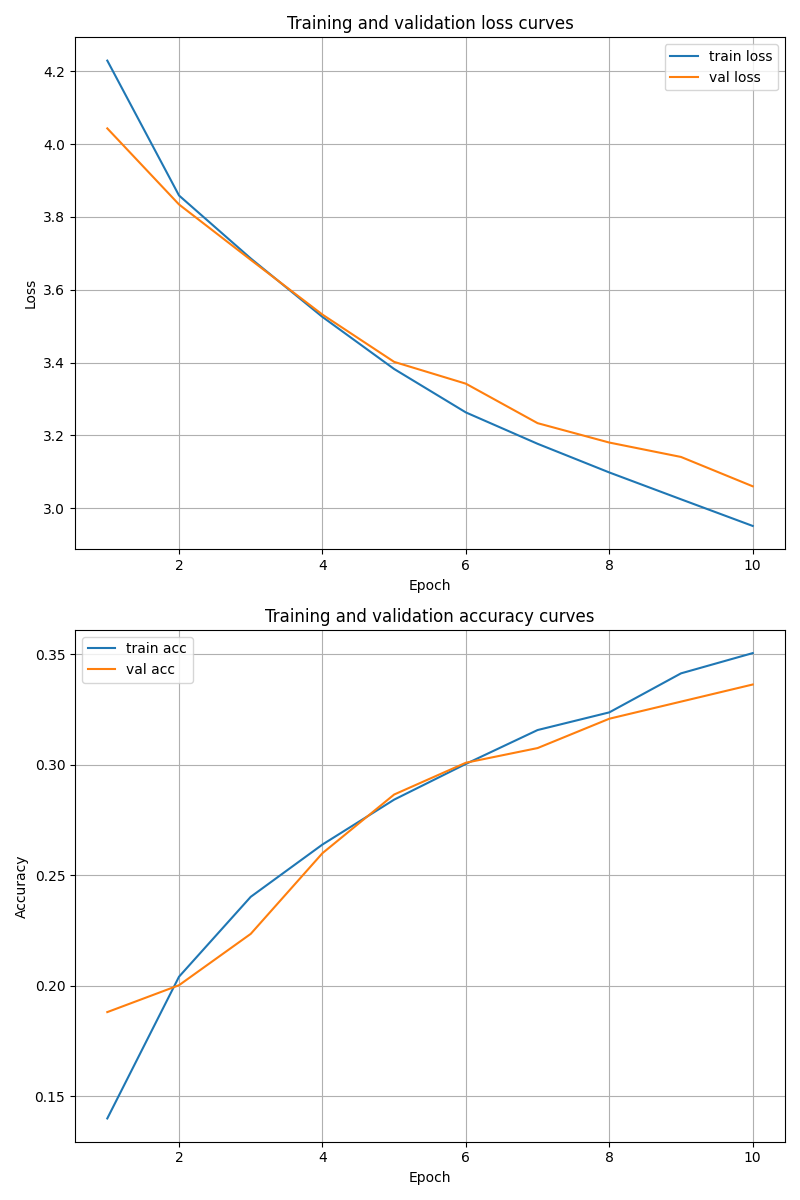 Training and validation loss curves
train loss
val loss
4.2
4.0
3.8
3.6
3.4
3.2
3.0
Loss
2 4 6 8 10
Epoch
Training and validation accuracy curves
train acc
val acc
0.35
0.30
0.25
0.20
0.15
Accuracy
2 4 6 8 10
Epoch